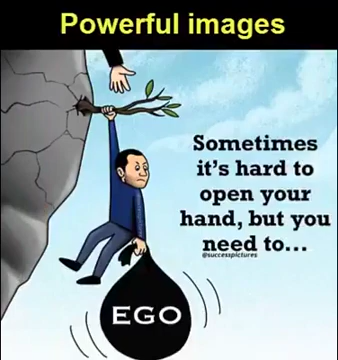 Powerful images
Sometimes
it's hard to
open your
hand, but you
need to...
@successpictures
EGO